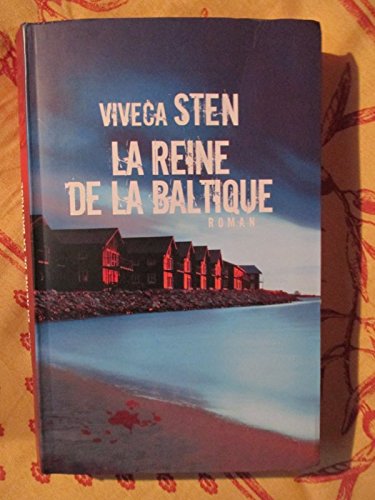 VIVECA STEN
LA REINE
DE LA BALTIQUE
ROMAN